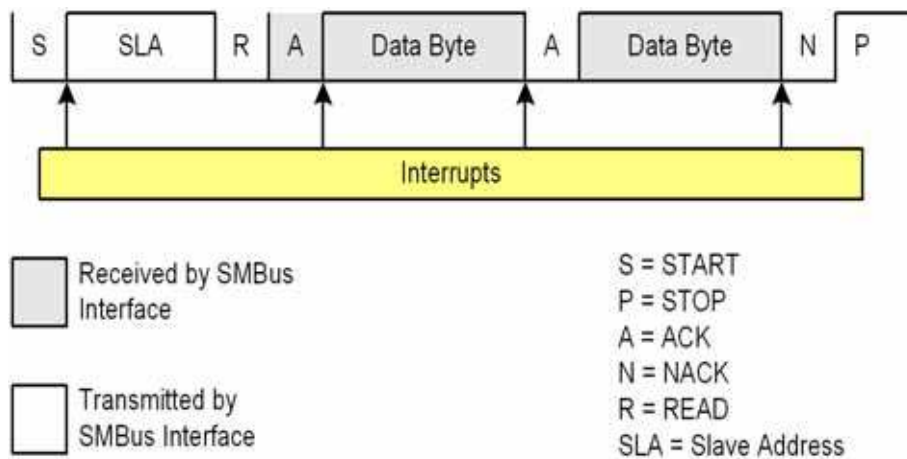 S SLA R A Data Byte A Data Byte N P
Interrupts
Received by SMBus
Interface
Transmitted by
SMBus Interface
S = START
P = STOP
A = ACK
N = NACK
R = READ
SLA = Slave Address